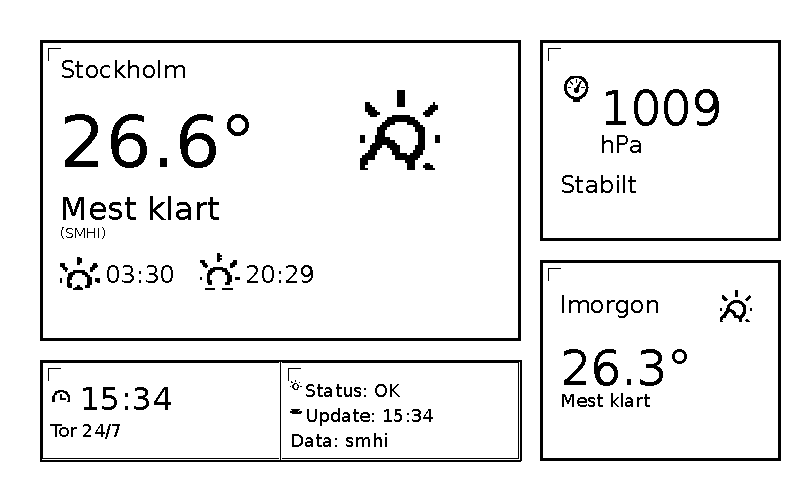 Stockholm
26.6°
Mest klart
(SMHI)
03:30 20:29
1009
hPa
Stabilt
Imorgon
26.3°
Mest klart
15:34
Tor 24/7
Status: OK
Update: 15:34
Data: smhi